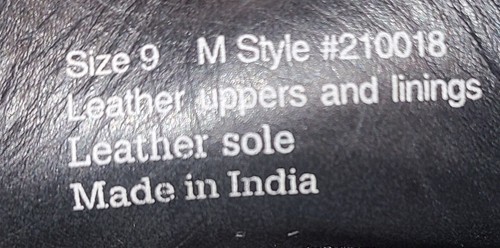 Size 9 M Style #210018
Leather uppers and linings
Leather sole
Made in India